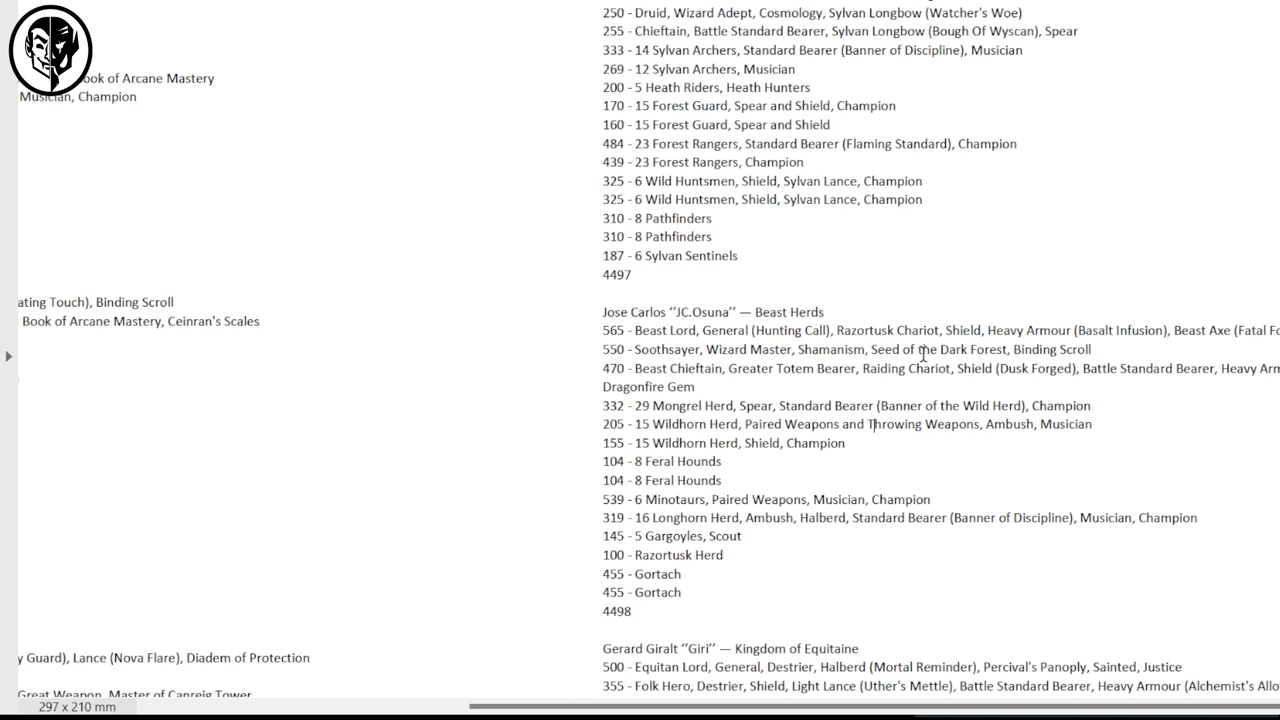 ook of Arcane Mastery
Musician, Champion
ating Touch), Binding Scroll
Book of Arcane Mastery, Ceinran's Scales
y Guard), Lance (Nova Flare), Diadem of Protection
Great Weapon, Master of Canreig Tower
250 - Druid, Wizard Adept, Cosmology, Sylvan Longbow (Watcher's Woe)
255 - Chieftain, Battle Standard Bearer, Sylvan Longbow (Bough Of Wyscan), Spear
333 - 14 Sylvan Archers, Standard Bearer (Banner of Discipline), Musician
269 - 12 Sylvan Archers, Musician
200 - 5 Heath Riders, Heath Hunters
170 - 15 Forest Guard, Spear and Shield, Champion
160 - 15 Forest Guard, Spear and Shield
484 - 23 Forest Rangers, Standard Bearer (Flaming Standard), Champion
439 - 23 Forest Rangers, Champion
325 - 6 Wild Huntsmen, Shield, Sylvan Lance, Champion
325 - 6 Wild Huntsmen, Shield, Sylvan Lance, Champion
310 - 8 Pathfinders
310 - 8 Pathfinders
187 - 6 Sylvan Sentinels
4497
Jose Carlos “JC.Osuna” — Beast Herds
565 - Beast Lord, General (Hunting Call), Razortusk Chariot, Shield, Heavy Armour (Basalt Infusion), Beast Axe (Fatal Fo
550 - Soothsayer, Wizard Master, Shamanism, Seed of the Dark Forest, Binding Scroll
470 - Beast Chieftain, Greater Totem Bearer, Raiding Chariot, Shield (Dusk Forged), Battle Standard Bearer, Heavy Arm
Dragonfire Gem
332 - 29 Mongrel Herd, Spear, Standard Bearer (Banner of the Wild Herd), Champion
205 - 15 Wildhorn Herd, Paired Weapons and Throwing Weapons, Ambush, Musician
155 - 15 Wildhorn Herd, Shield, Champion
104 - 8 Feral Hounds
104 - 8 Feral Hounds
539 - 6 Minotaurs, Paired Weapons, Musician, Champion
319 - 16 Longhorn Herd, Ambush, Halberd, Standard Bearer (Banner of Discipline), Musician, Champion
145 - 5 Gargoyles, Scout
100 - Razortusk Herd
455 - Gortach
455 - Gortach
4498
Gerard Giralt “Giri” — Kingdom of Equitaine
500 - Equitan Lord, General, Destrier, Halberd (Mortal Reminder), Percival's Panoply, Sainted, Justice
355 - Folk Hero, Destrier, Shield, Light Lance (Uther's Mettle), Battle Standard Bearer, Heavy Armour (Alchemist's Allo
297 x 210 mm